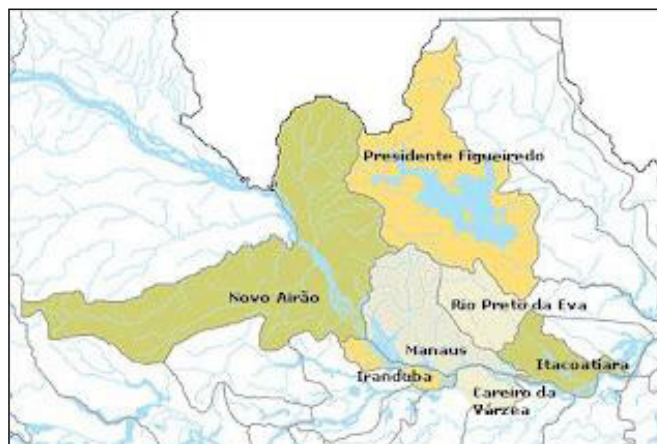 Presidente Figueiredo
Novo Airão
Rio Preto da Eva
Manaus
Itacoatiara
Iranduba
Careiro da
Várzea